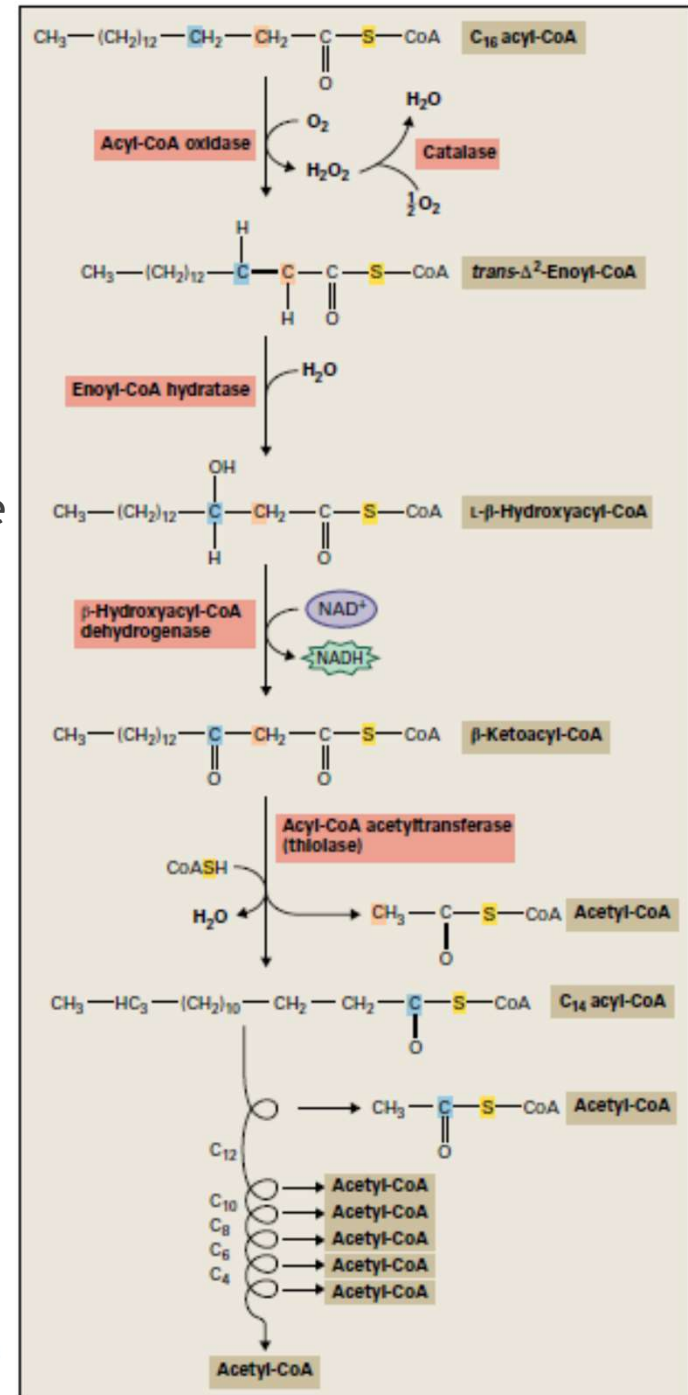 CH₃—(CH₂)₁₂—CH₂—CH₂—C—S—CoA C₁₆ acyl-CoA
O
H₂O
O₂
Acyl-CoA oxidase
Catalase
H₂O₂
½O₂
H
CH₃—(CH₂)₁₂—C—C—C—S—CoA trans-Δ²-Enoyl-CoA
H O
H₂O
Enoyl-CoA hydratase
OH
e
CH₃—(CH₂)₁₂—C—CH₂—C—S—CoA L-β-Hydroxyacyl-CoA
H O
β-Hydroxyacyl-CoA
dehydrogenase
NAD⁺
NADH
CH₃—(CH₂)₁₂—C—CH₂—C—S—CoA β-Ketoacyl-CoA
O O
Acyl-CoA acetyltransferase
(thiolase)
CoASH
H₂O
CH₃—C—S—CoA Acetyl-CoA
O
CH₃—HC₃—(CH₂)₁₀—CH₂—CH₂—C—S—CoA C₁₄ acyl-CoA
O
CH₃—C—S—CoA Acetyl-CoA
O
C₁₂
Acetyl-CoA
C₁₀
Acetyl-CoA
C₈
Acetyl-CoA
C₆
Acetyl-CoA
C₄
Acetyl-CoA
Acetyl-CoA